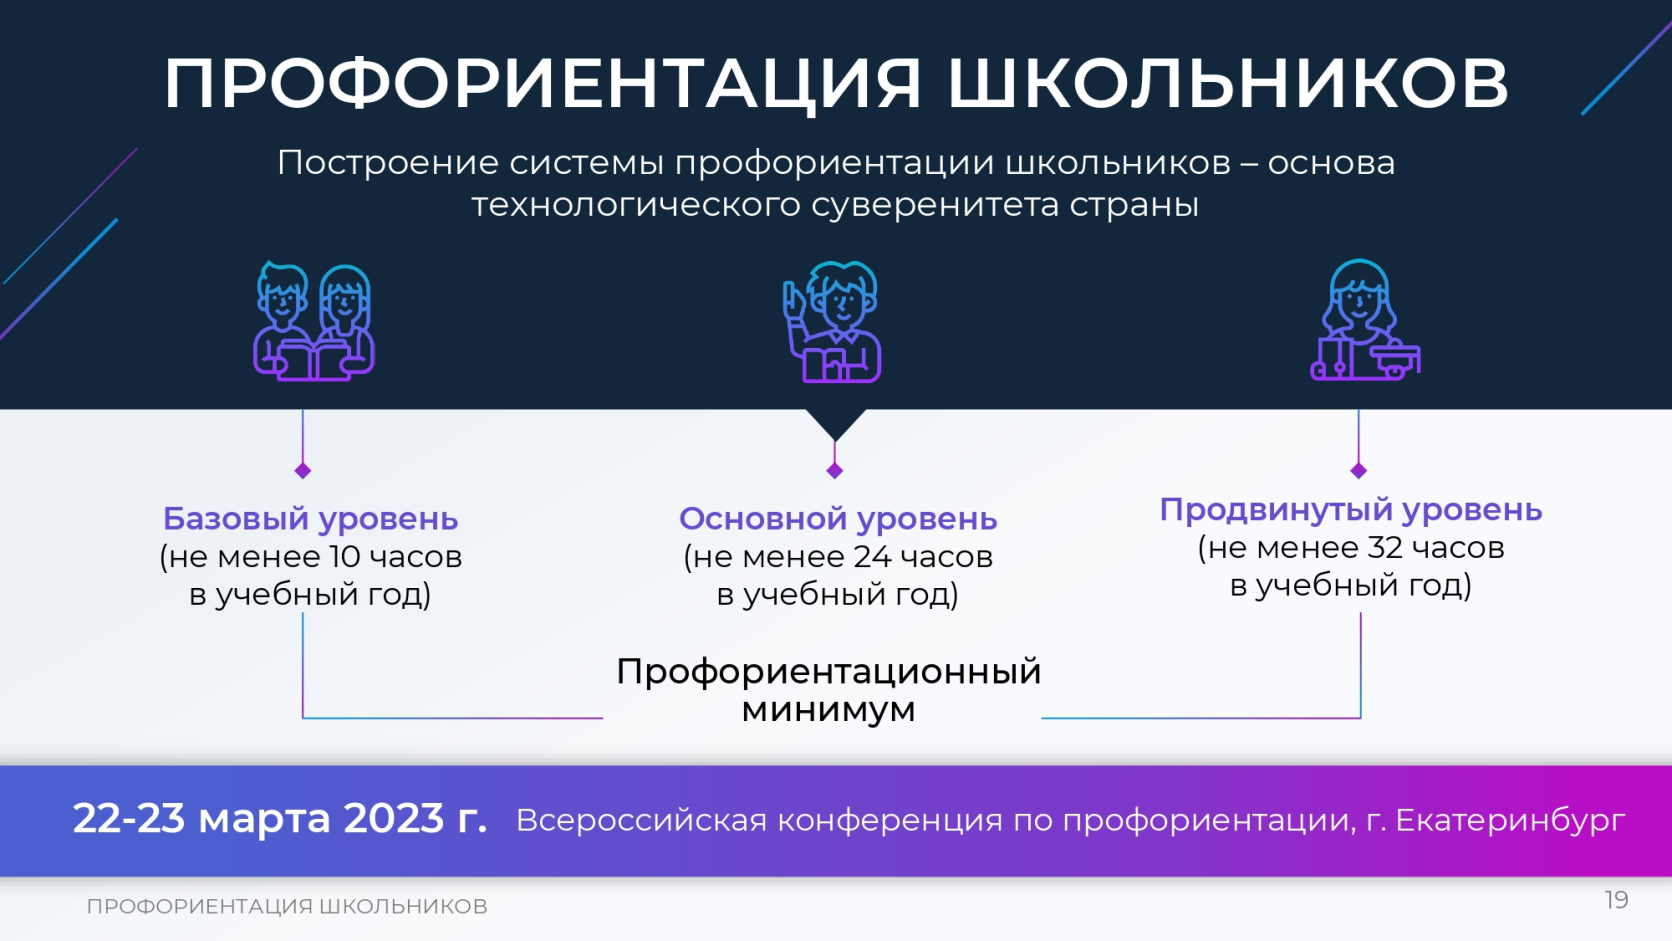 ПРОФОРИЕНТАЦИЯ ШКОЛЬНИКОВ
Построение системы профориентации школьников – основа
технологического суверенитета страны
Базовый уровень
(не менее 10 часов
в учебный год)
Основной уровень
(не менее 24 часов
в учебный год)
Продвинутый уровень
(не менее 32 часов
в учебный год)
Профориентационный
минимум
22-23 марта 2023 г. Всероссийская конференция по профориентации, г. Екатеринбург
ПРОФОРИЕНТАЦИЯ ШКОЛЬНИКОВ
19